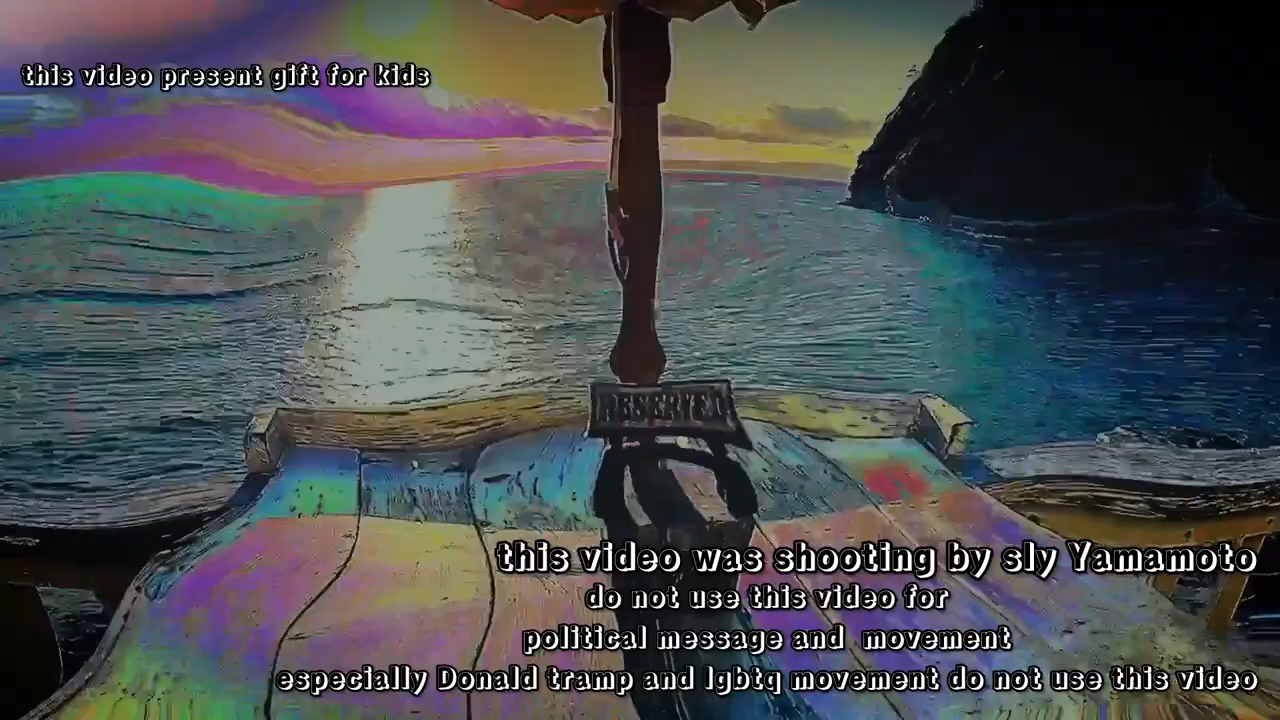 this video present gift for kids
RESERVED
this video was shooting by sly Yamamoto
do not use this video for
political message and movement
especially Donald tramp and lgbtq movement do not use this video